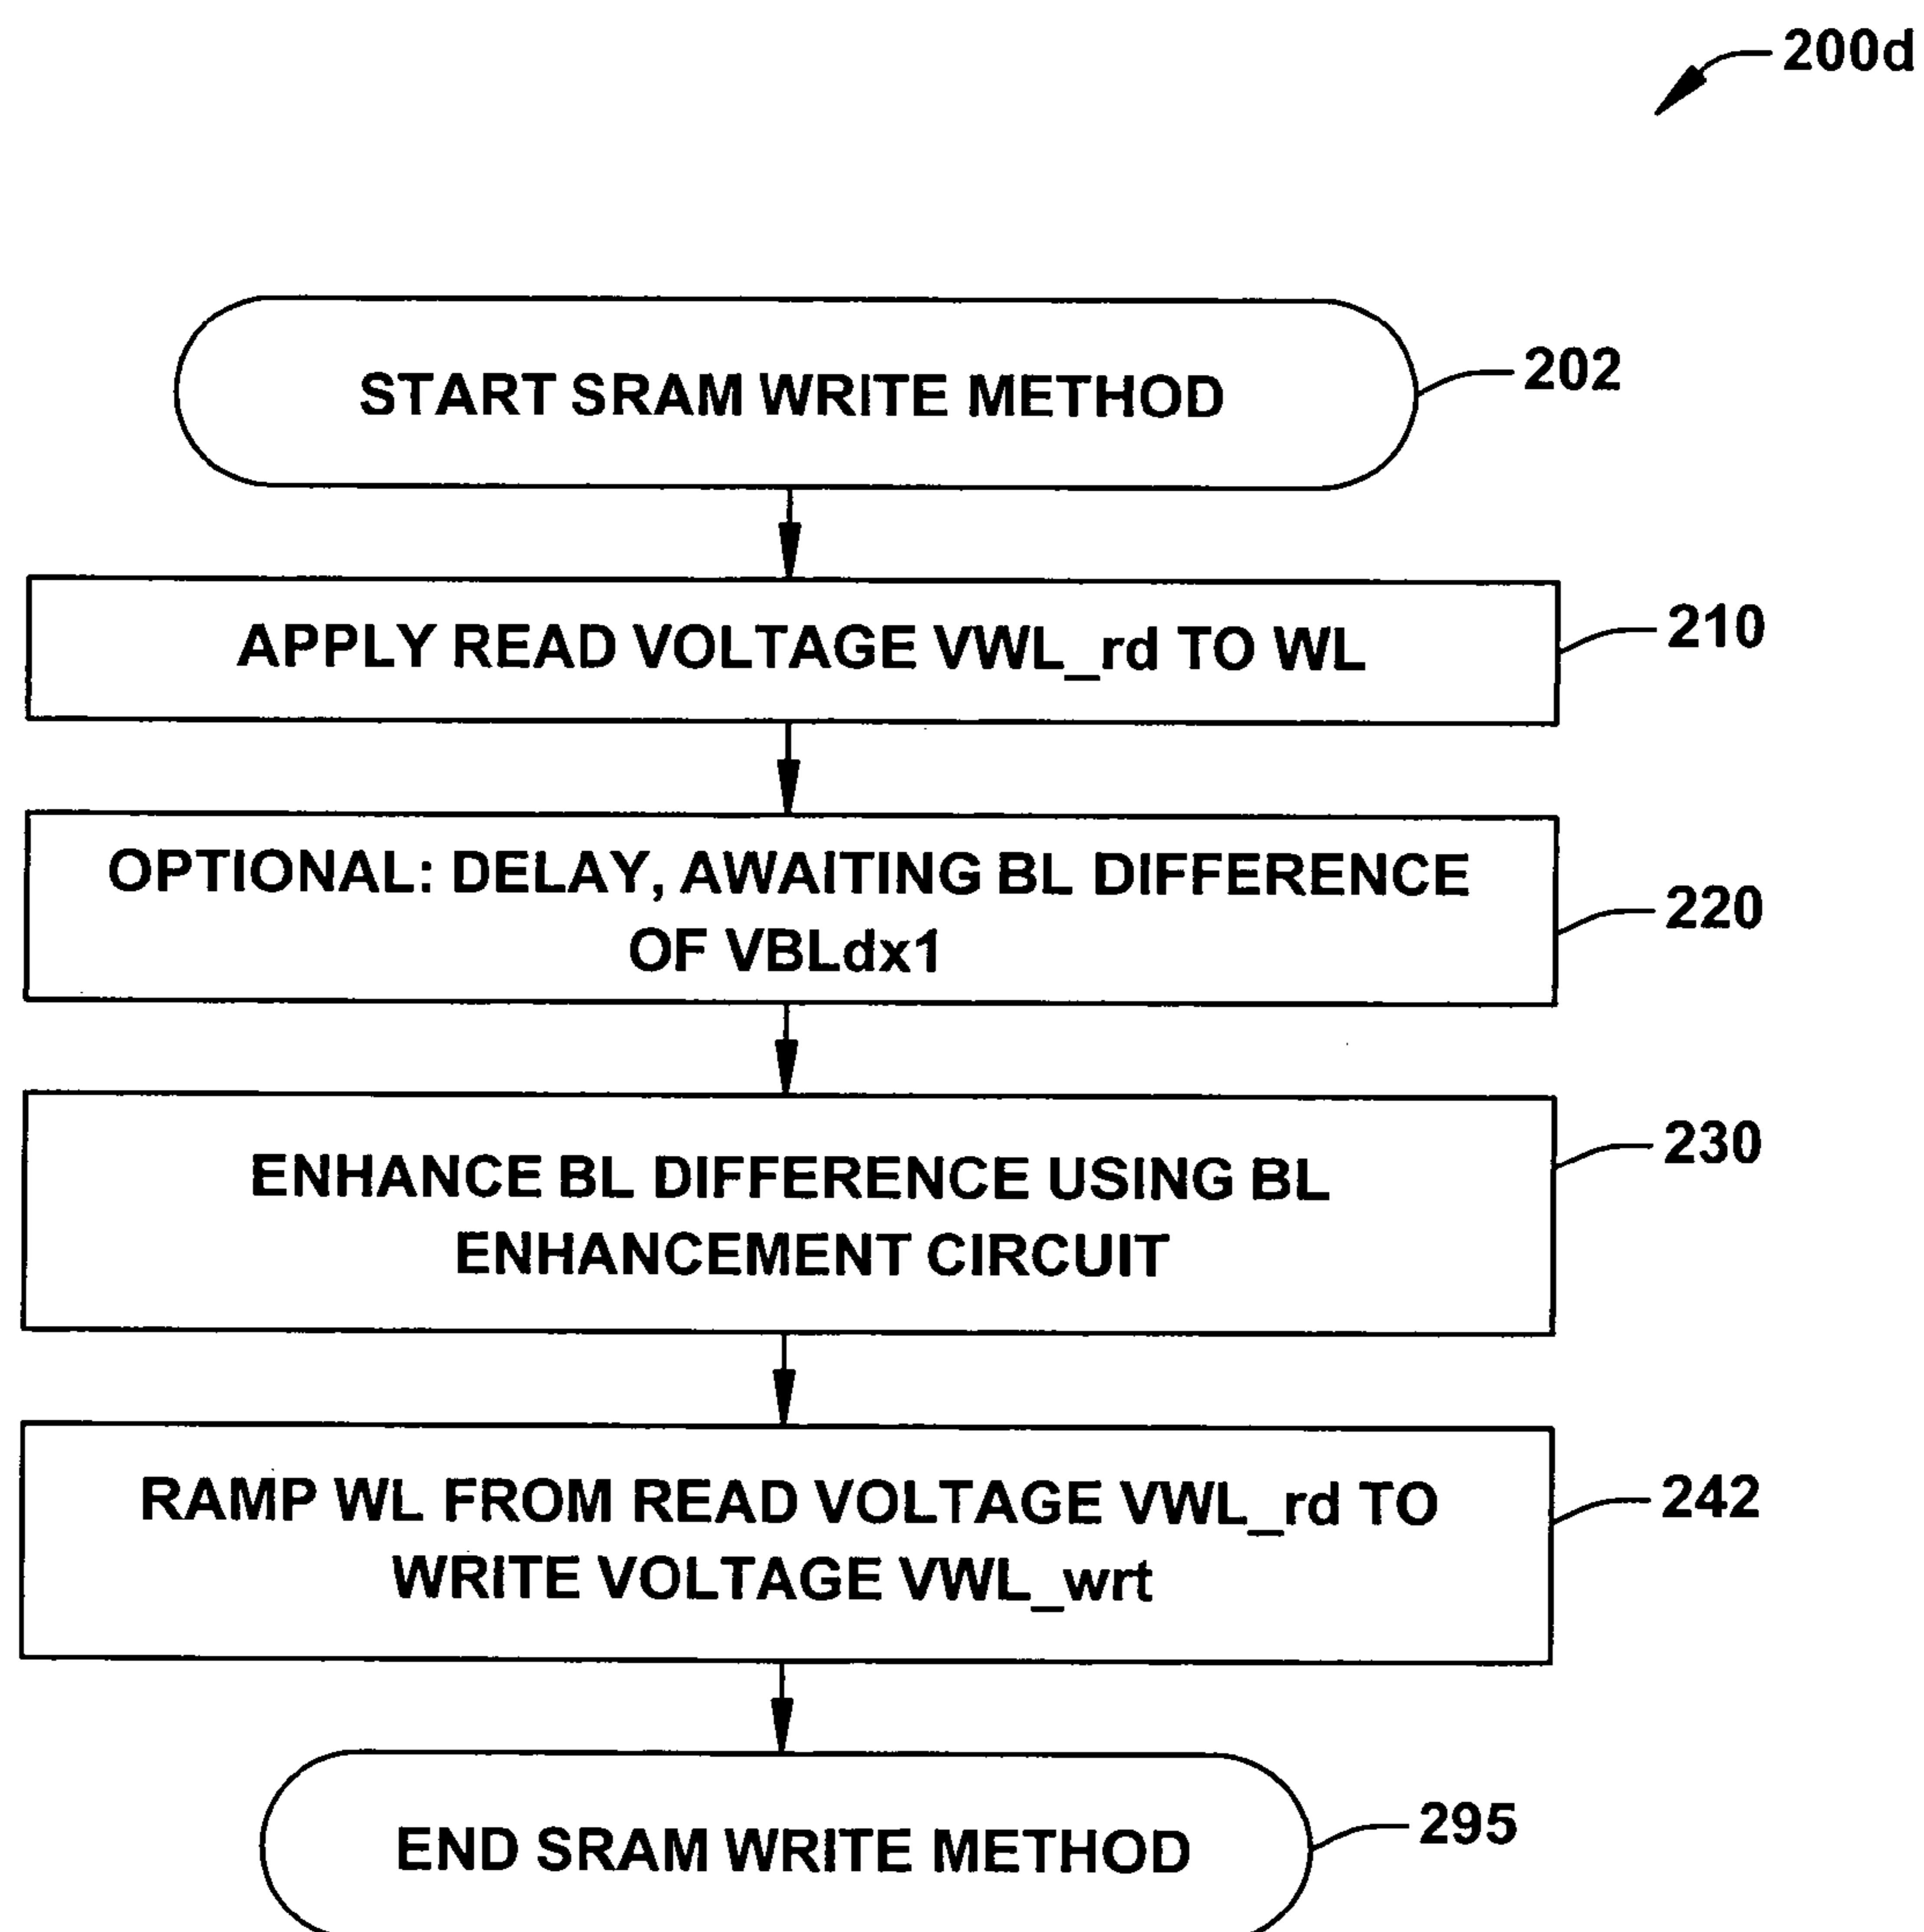 200d
START SRAM WRITE METHOD
202
APPLY READ VOLTAGE VWL_rd TO WL
210
OPTIONAL: DELAY, AWAITING BL DIFFERENCE
OF VBLdx1
220
ENHANCE BL DIFFERENCE USING BL
ENHANCEMENT CIRCUIT
230
RAMP WL FROM READ VOLTAGE VWL_rd TO
WRITE VOLTAGE VWL_wrt
242
END SRAM WRITE METHOD
295